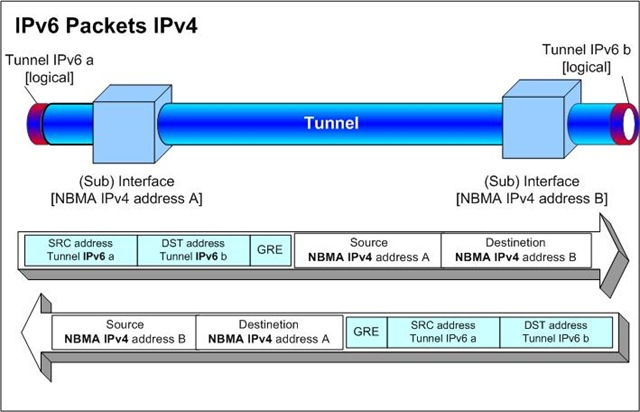 IPv6 Packets IPv4
Tunnel IPv6 a
[logical]
Tunnel IPv6 b
[logical]
Tunnel
(Sub) Interface
[NBMA IPv4 address A]
(Sub) Interface
[NBMA IPv4 address B]
SRC address
Tunnel IPv6 a
DST address
Tunnel IPv6 b
GRE
Source
NBMA IPv4 address A
Destinetion
NBMA IPv4 address B
Source
NBMA IPv4 address B
Destinetion
NBMA IPv4 address A
GRE
SRC address
Tunnel IPv6 a
DST address
Tunnel IPv6 b